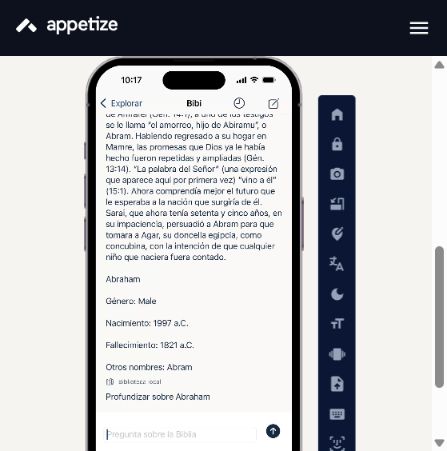 appetize
10:17
Explorar
Bibi
de Amrafel (Gén. 14:1), a uno de los testigos
se le llama "el amorreo, hijo de Abiramu", o
Abram. Habiendo regresado a su hogar en
Mamre, las promesas que Dios ya le había
hecho fueron repetidas y ampliadas (Gén.
13:14). "La palabra del Señor" (una expresión
que aparece aquí por primera vez) "vino a él"
(15:1). Ahora comprendía mejor el futuro que
le esperaba a la nación que surgiría de él.
Sarai, que ahora tenía setenta y cinco años, en
su impaciencia, persuadió a Abram para que
tomara a Agar, su doncella egipcia, como
concubina, con la intención de que cualquier
niño que naciera fuera contado.
Abraham
Género: Male
Nacimiento: 1997 a.C.
Fallecimiento: 1821 a.C.
Otros nombres: Abram
Biblioteca local
Profundizar sobre Abraham
Pregunta sobre la Biblia